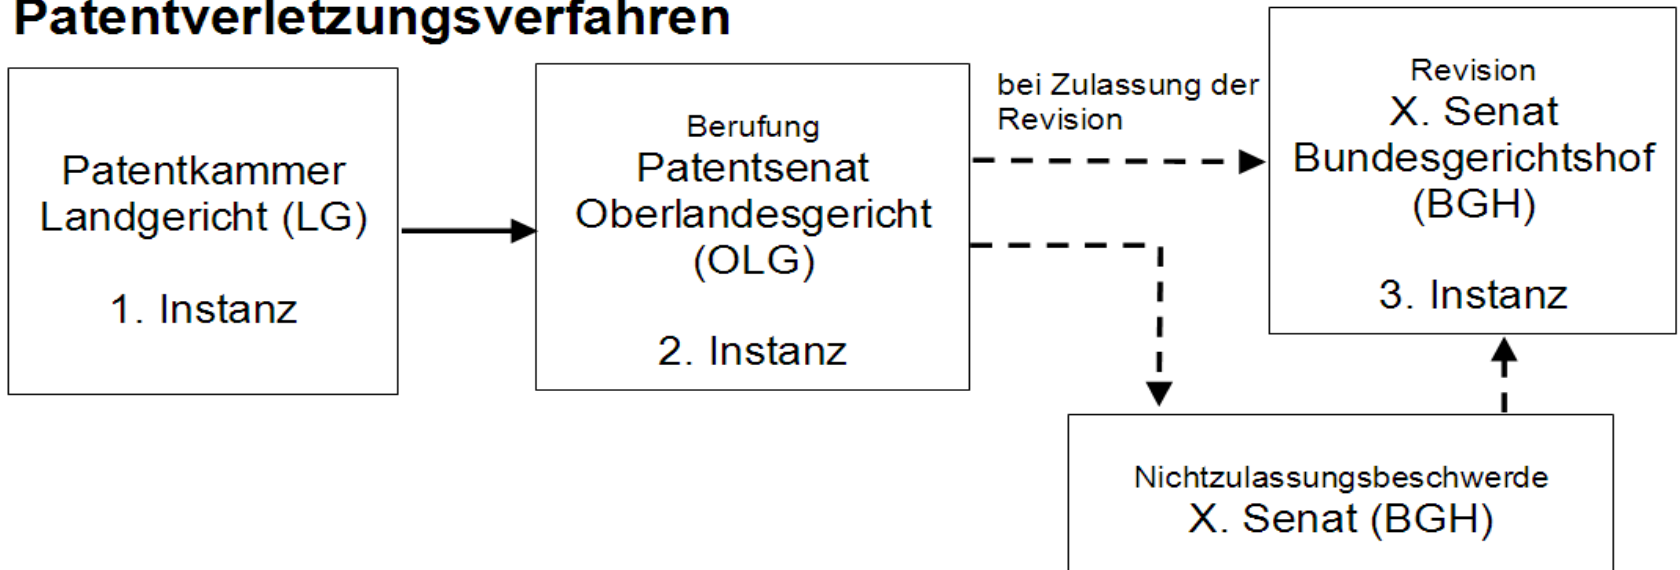 Patentverletzungsverfahren
Patentkammer
Landgericht (LG)
1. Instanz
Berufung
Patentsenat
Oberlandesgericht
(OLG)
2. Instanz
bei Zulassung der
Revision
Revision
X. Senat
Bundesgerichtshof
(BGH)
3. Instanz
Nichtzulassungsbeschwerde
X. Senat (BGH)